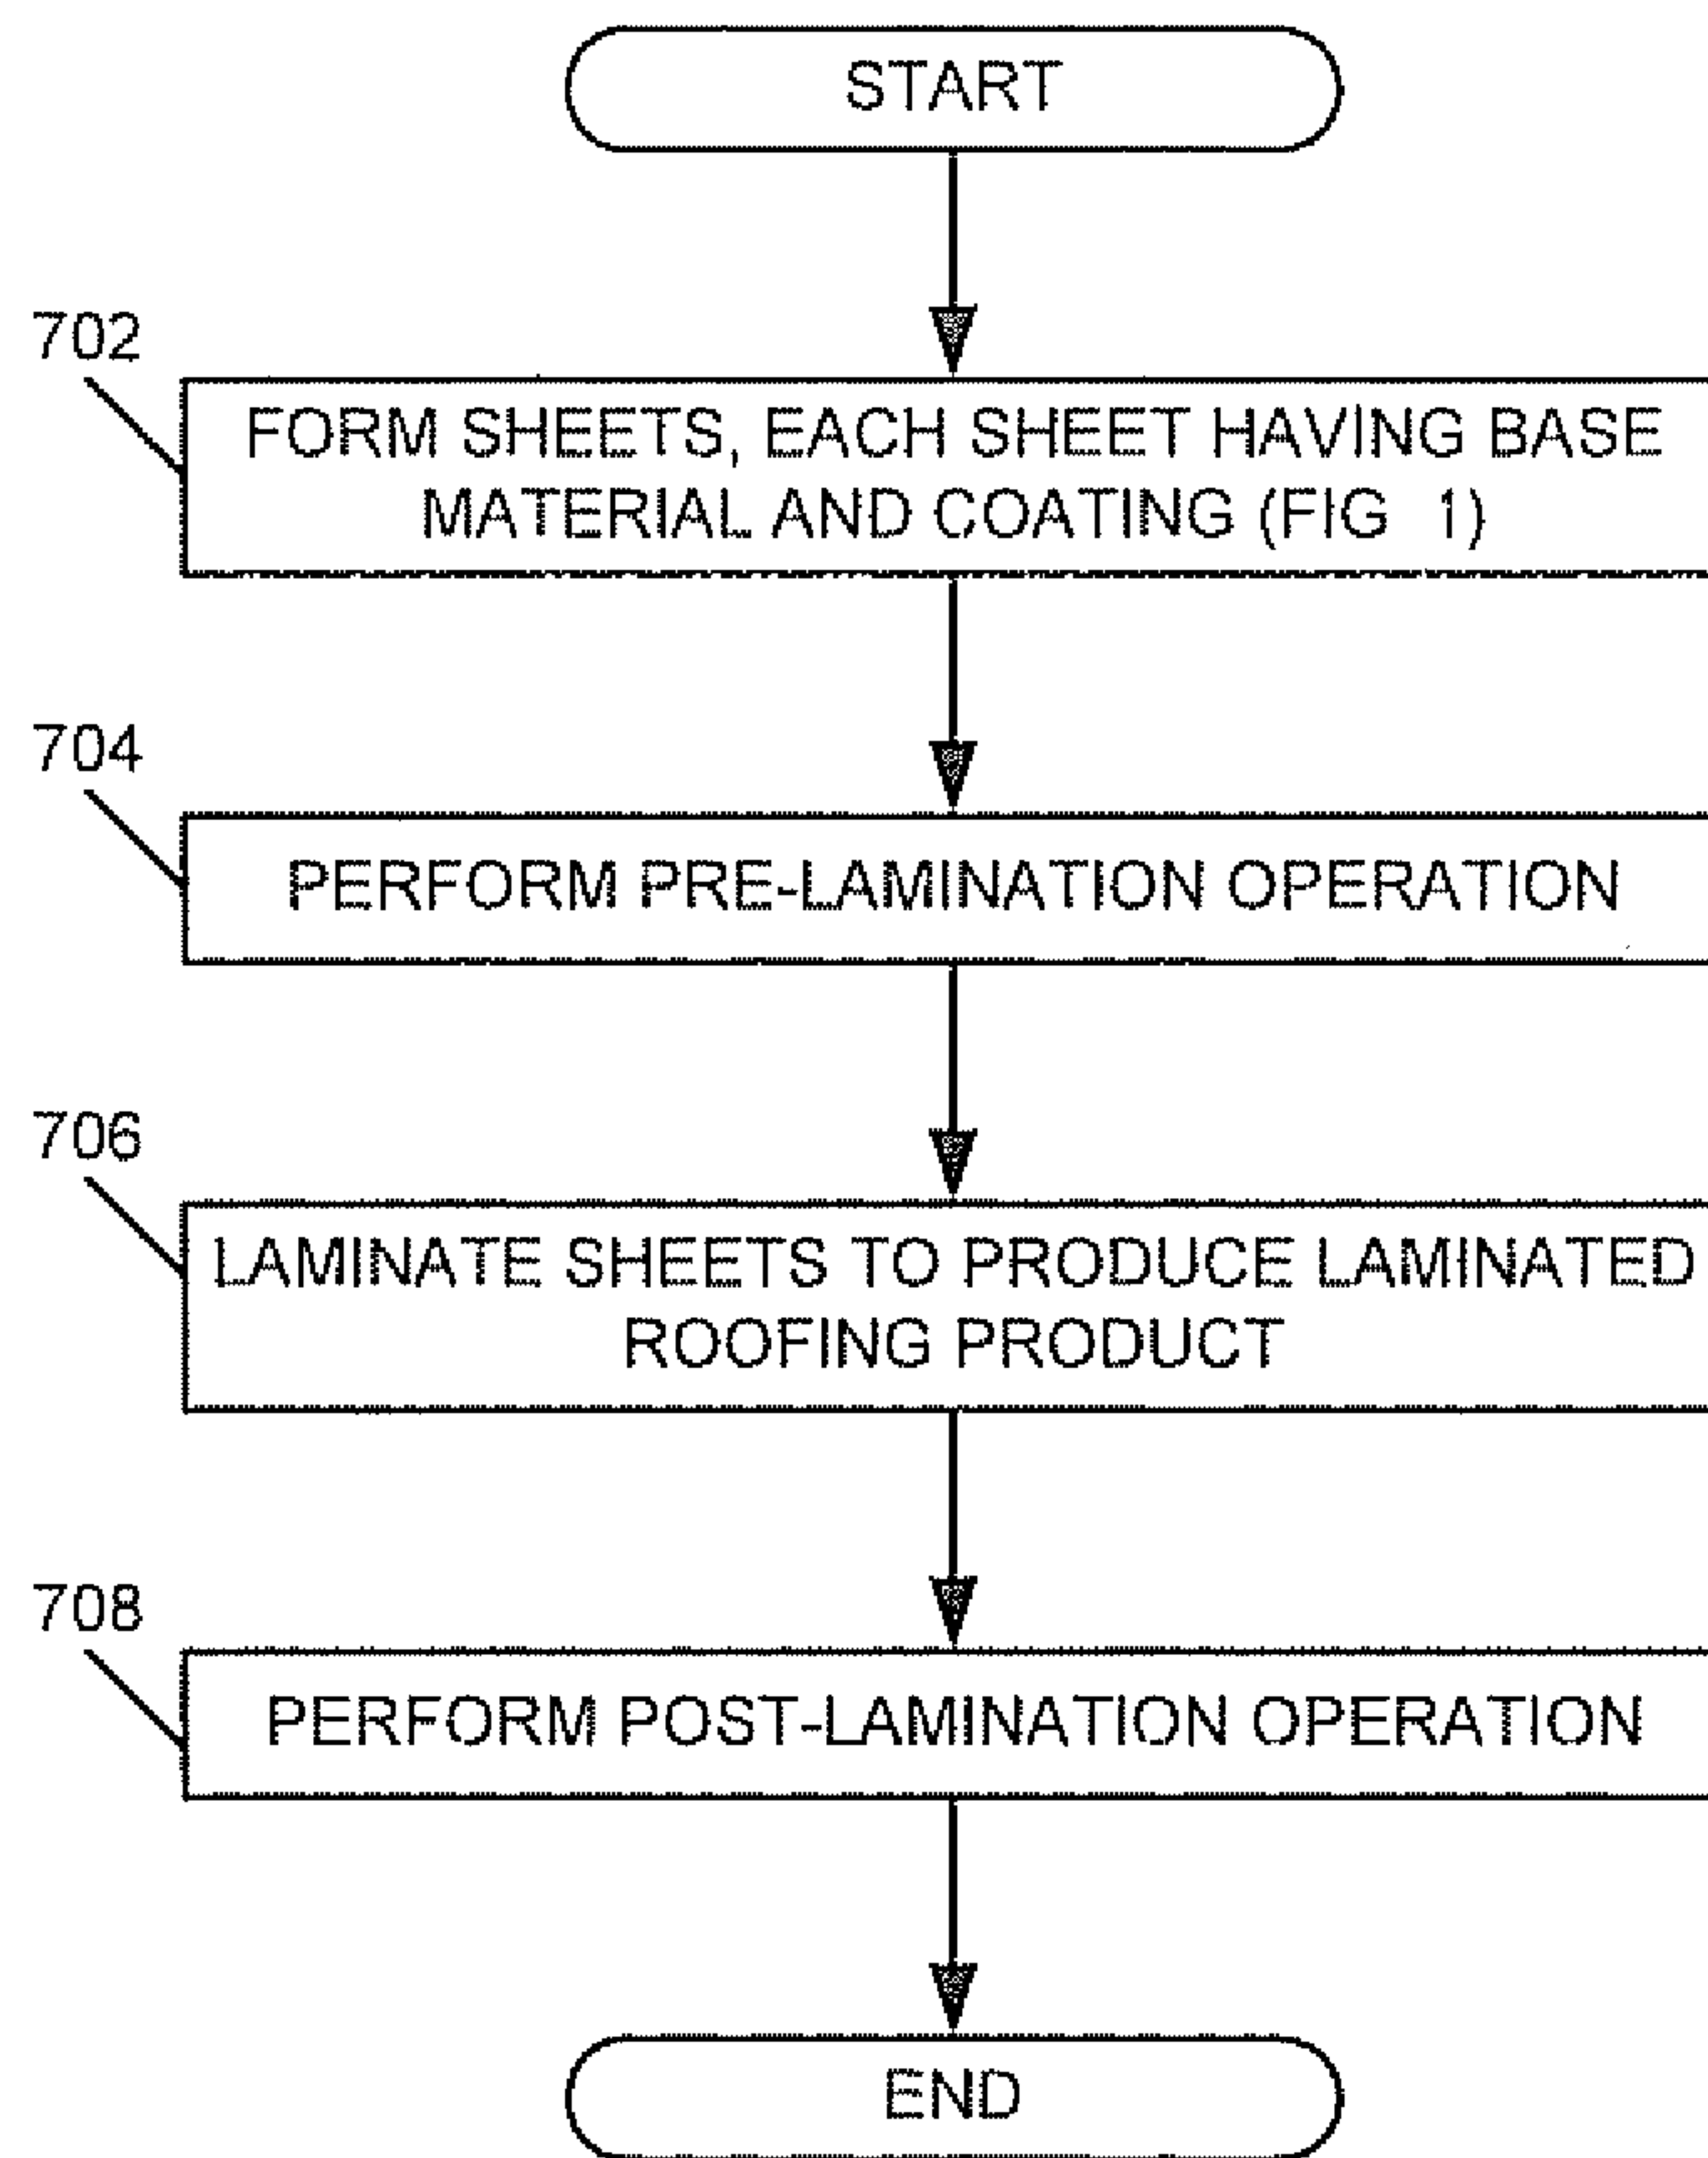 START
702
FORM SHEETS, EACH SHEET HAVING BASE
MATERIAL AND COATING (FIG 1)
704
PERFORM PRE-LAMINATION OPERATION
706
LAMINATE SHEETS TO PRODUCE LAMINATED
ROOFING PRODUCT
708
PERFORM POST-LAMINATION OPERATION
END